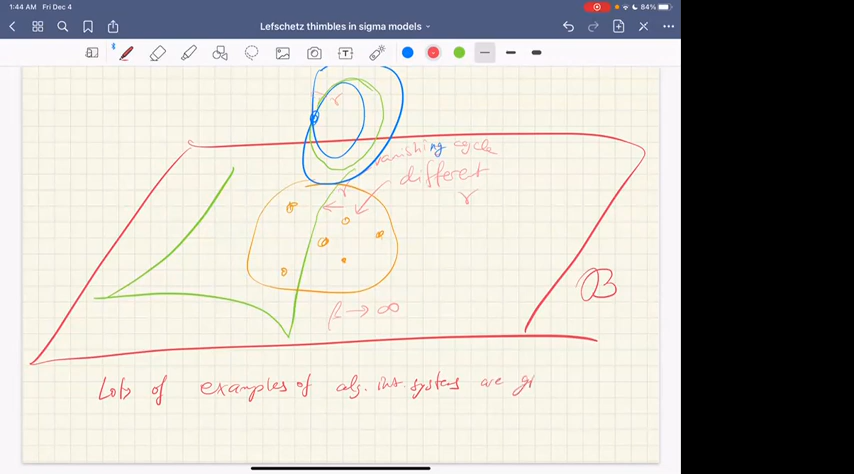 1:44 AM Fri Dec 4
84%
Lefschetz thimbles in sigma models
T
γ
vanishing cycle
γ
different
γ
B
β → ∞
Lots of examples of alg. int. systems are gi